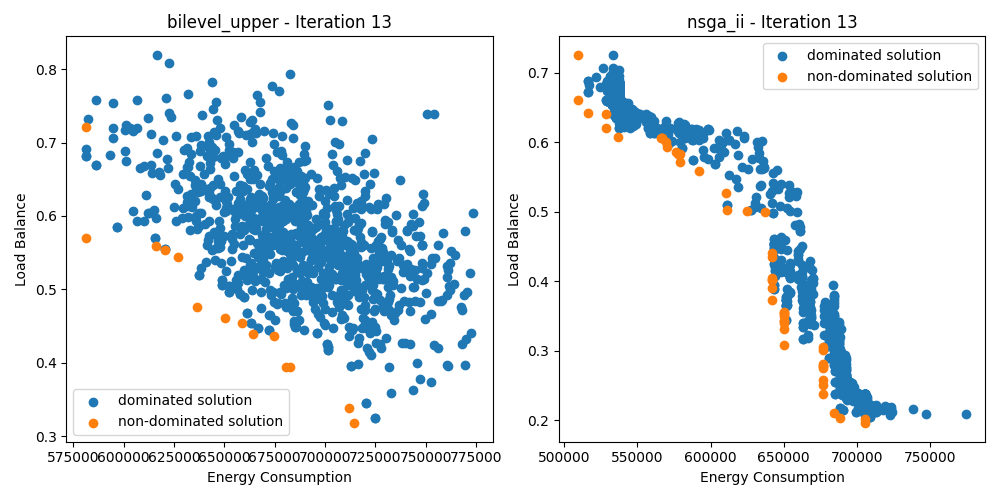 bilevel_upper - Iteration 13
Load Balance
0.8
0.7
0.6
0.5
0.4
0.3
dominated solution
non-dominated solution
575000 600000 625000 650000 675000 700000 725000 750000 775000
Energy Consumption
nsga_ii - Iteration 13
Load Balance
0.7
0.6
0.5
0.4
0.3
0.2
dominated solution
non-dominated solution
500000 550000 600000 650000 700000 750000
Energy Consumption